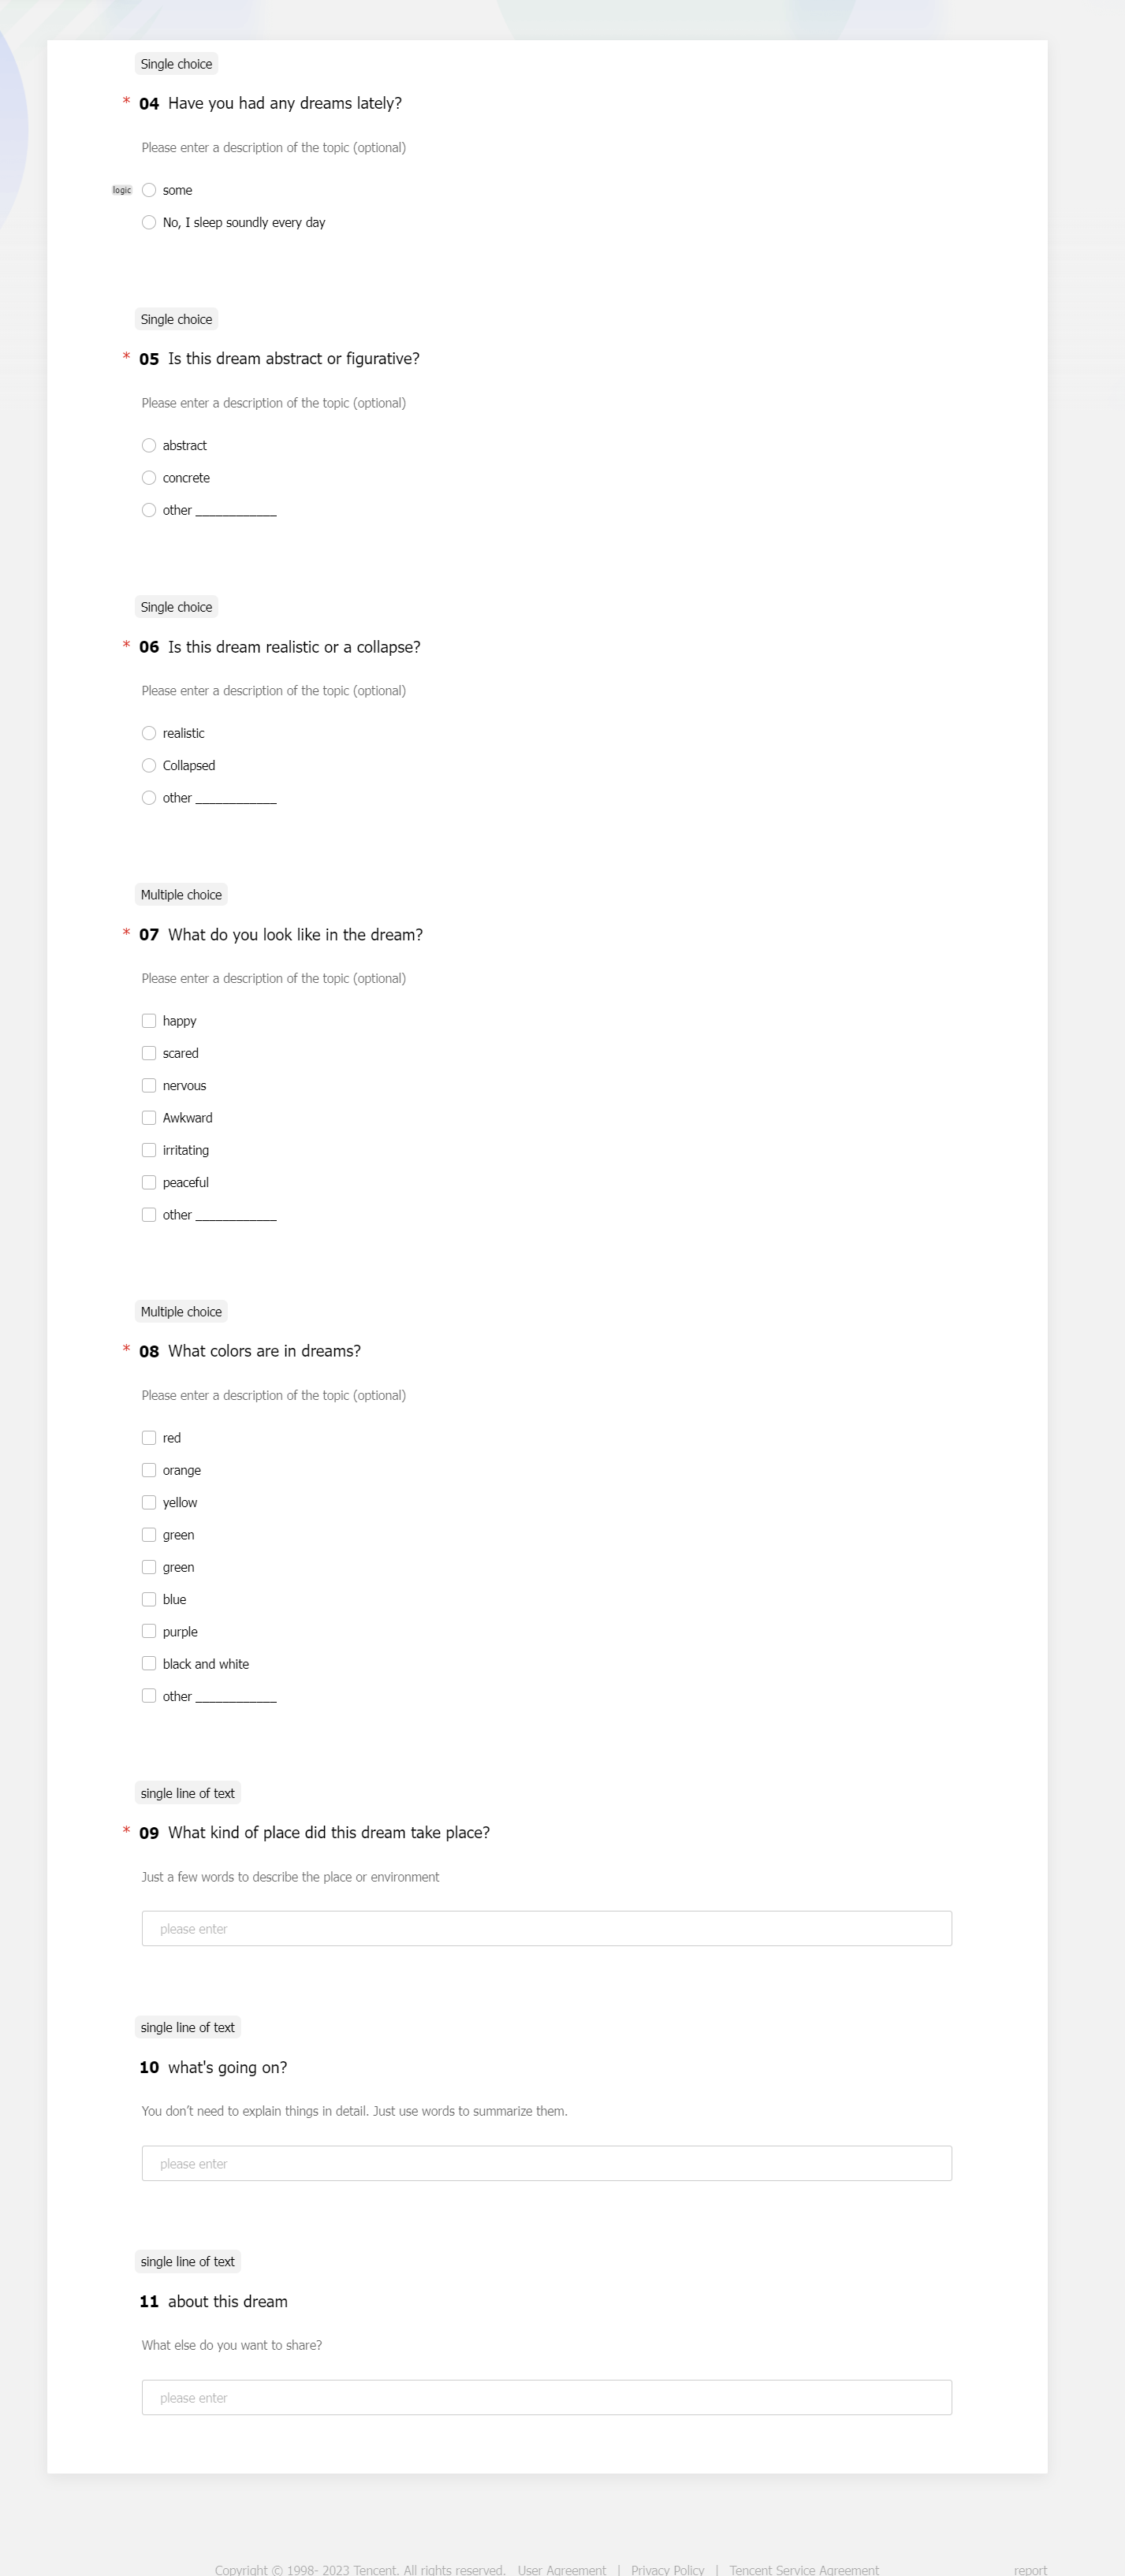 Single choice
* 04 Have you had any dreams lately?
Please enter a description of the topic (optional)
logic some
No, I sleep soundly every day
Single choice
* 05 Is this dream abstract or figurative?
Please enter a description of the topic (optional)
abstract
concrete
other ____________
Single choice
* 06 Is this dream realistic or a collapse?
Please enter a description of the topic (optional)
realistic
Collapsed
other ____________
Multiple choice
* 07 What do you look like in the dream?
Please enter a description of the topic (optional)
happy
scared
nervous
Awkward
irritating
peaceful
other ____________
Multiple choice
* 08 What colors are in dreams?
Please enter a description of the topic (optional)
red
orange
yellow
green
green
blue
purple
black and white
other ____________
single line of text
* 09 What kind of place did this dream take place?
Just a few words to describe the place or environment
please enter
single line of text
10 what's going on?
You don’t need to explain things in detail. Just use words to summarize them.
please enter
single line of text
11 about this dream
What else do you want to share?
please enter
Copyright © 1998- 2023 Tencent. All rights reserved. User Agreement | Privacy Policy | Tencent Service Agreement report